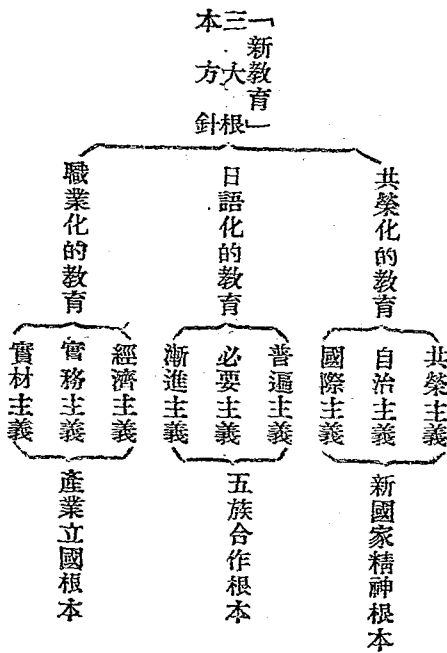 「新教育」
三大根
本方針
共榮化的教育
共榮主義
自治主義
國際主義
新國家精神根本
日語化的教育
普遍主義
必要主義
漸進主義
五族合作根本
職業化的教育
經濟主義
實務主義
實材主義
產業立國根本